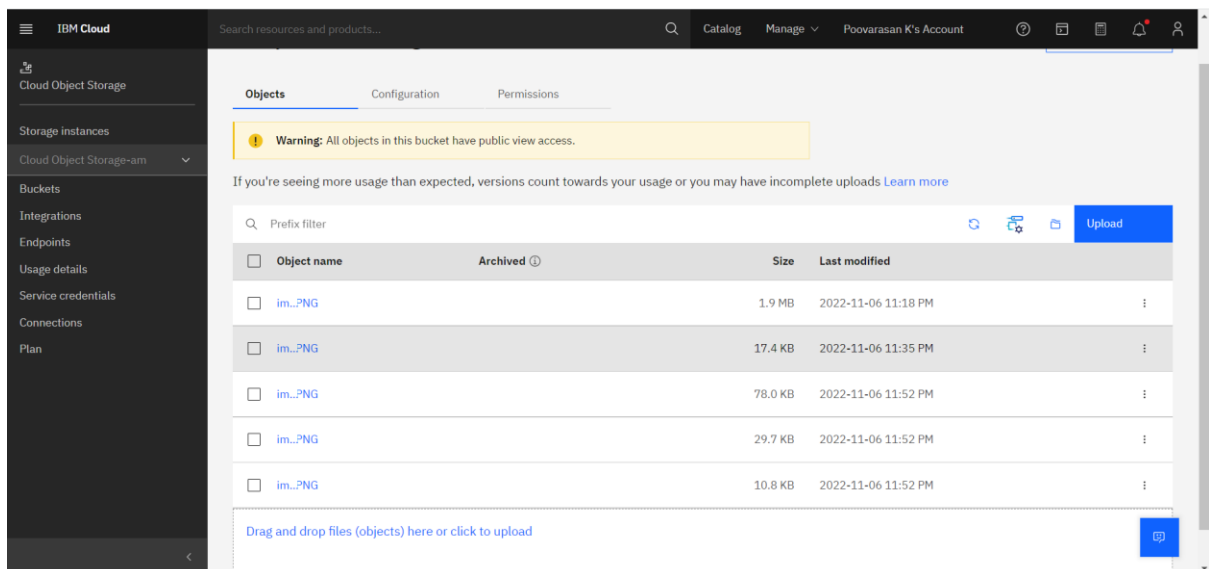 IBM Cloud
Search resources and products...
Catalog
Manage
Poovarasan K's Account
Cloud Object Storage
Storage instances
Cloud Object Storage-am
Buckets
Integrations
Endpoints
Usage details
Service credentials
Connections
Plan
Objects
Configuration
Permissions
Warning: All objects in this bucket have public view access.
If you're seeing more usage than expected, versions count towards your usage or you may have incomplete uploads Learn more
Prefix filter
Upload
Object name Archived Size Last modified
im..PNG 1.9 MB 2022-11-06 11:18 PM
im..PNG 17.4 KB 2022-11-06 11:35 PM
im..PNG 78.0 KB 2022-11-06 11:52 PM
im..PNG 29.7 KB 2022-11-06 11:52 PM
im..PNG 10.8 KB 2022-11-06 11:52 PM
Drag and drop files (objects) here or click to upload